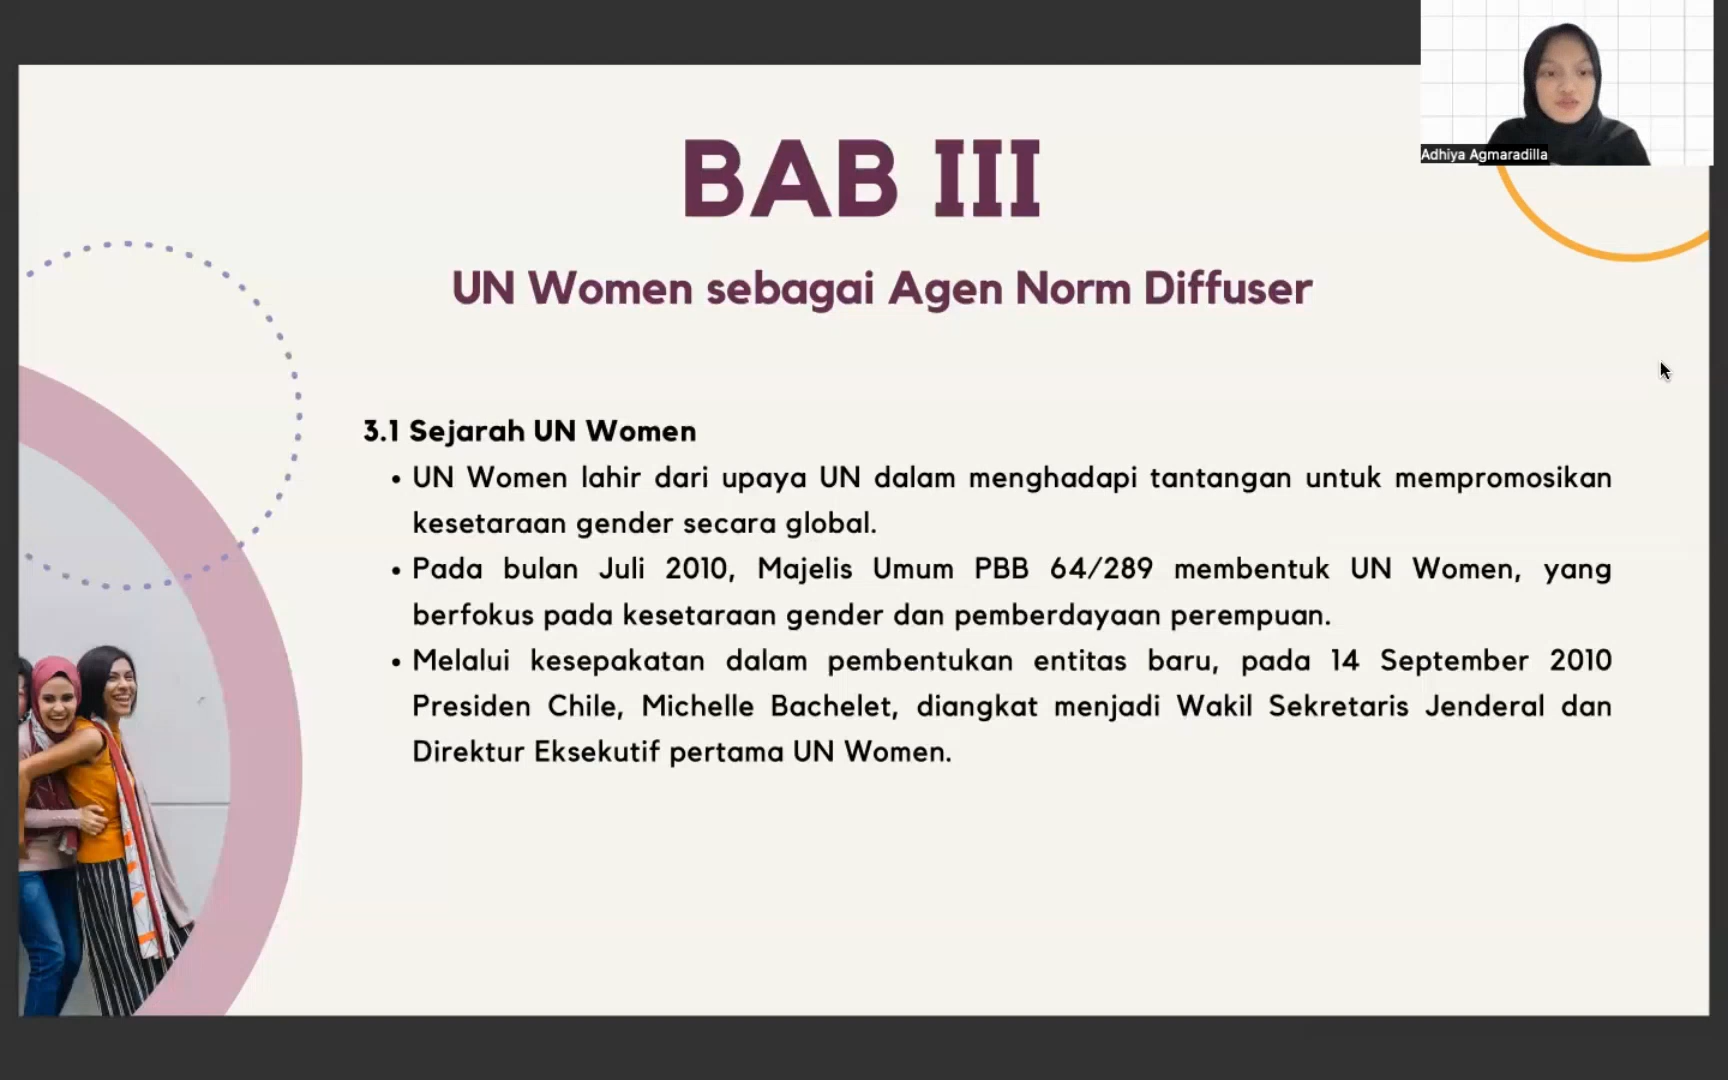 Adhiya Agmaradilla
BAB III
UN Women sebagai Agen Norm Diffuser
3.1 Sejarah UN Women
• UN Women lahir dari upaya UN dalam menghadapi tantangan untuk mempromosikan
kesetaraan gender secara global.
• Pada bulan Juli 2010, Majelis Umum PBB 64/289 membentuk UN Women, yang
berfokus pada kesetaraan gender dan pemberdayaan perempuan.
• Melalui kesepakatan dalam pembentukan entitas baru, pada 14 September 2010
Presiden Chile, Michelle Bachelet, diangkat menjadi Wakil Sekretaris Jenderal dan
Direktur Eksekutif pertama UN Women.